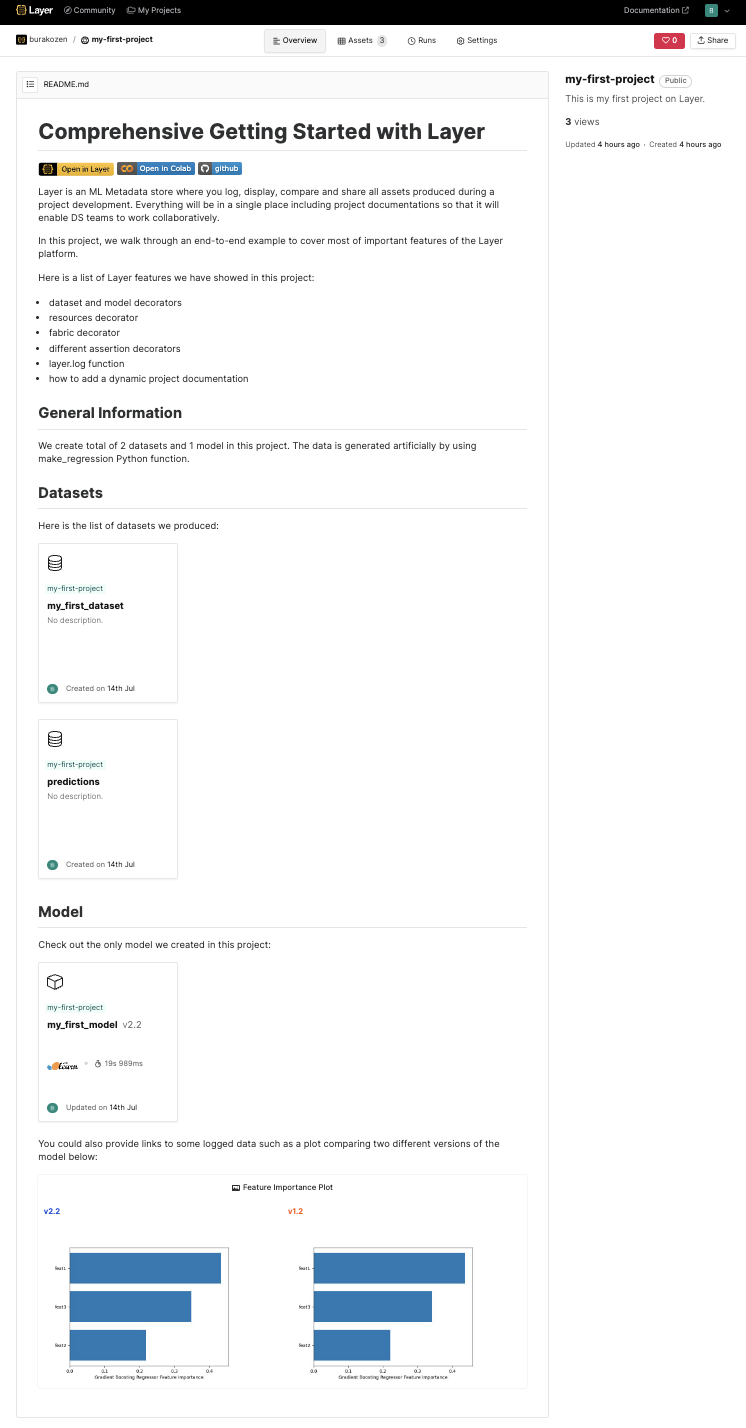 Layer Community My Projects Documentation B
burakozen / my-first-project Overview Assets 3 Runs Settings 0 Share
README.md
my-first-project Public
This is my first project on Layer.
3 views
Updated 4 hours ago · Created 4 hours ago
Comprehensive Getting Started with Layer
Open in Layer Open in Colab github
Layer is an ML Metadata store where you log, display, compare and share all assets produced during a
project development. Everything will be in a single place including project documentations so that it will
enable DS teams to work collaboratively.
In this project, we walk through an end-to-end example to cover most of important features of the Layer
platform.
Here is a list of Layer features we have showed in this project:
• dataset and model decorators
• resources decorator
• fabric decorator
• different assertion decorators
• layer.log function
• how to add a dynamic project documentation
General Information
We create total of 2 datasets and 1 model in this project. The data is generated artificially by using
make_regression Python function.
Datasets
Here is the list of datasets we produced:
my-first-project
my_first_dataset
No description.
B Created on 14th Jul
my-first-project
predictions
No description.
B Created on 14th Jul
Model
Check out the only model we created in this project:
my-first-project
my_first_model v2.2
learn 19s 989ms
B Updated on 14th Jul
You could also provide links to some logged data such as a plot comparing two different versions of the
model below:
Feature Importance Plot
v2.2 v1.2
feat1 feat1
feat3 feat3
feat2 feat2
0.0 0.1 0.2 0.3 0.4 0.0 0.1 0.2 0.3 0.4
Gradient Boosting Regressor Feature Importance Gradient Boosting Regressor Feature Importance